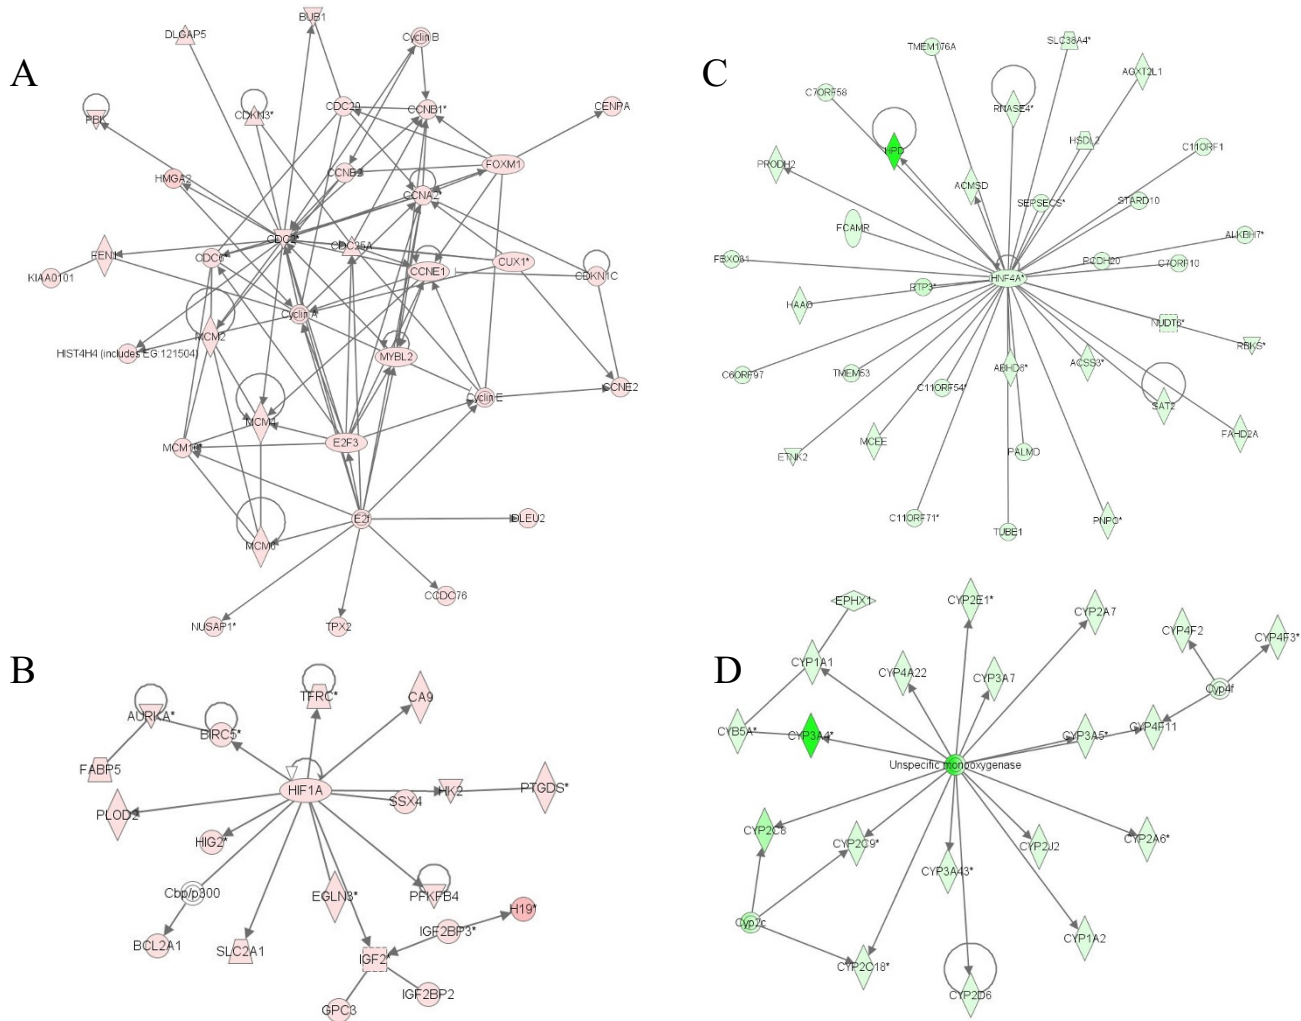 A
BUB1
DLGAP5
Cyclin B
CDC20
CCNB1*
CENPA
PBK
CDKN3*
FOXM1
HMGA2
CCNB2
CCNA2*
CDC2*
CDC25A
FEN1
CDC6*
CCNE1
CUX1*
CDKN1C
KIAA0101
Cyclin A
MCM2
HIST4H4 (includes EG:121504)
MYBL2
Cyclin E
CCNE2
E2F3
E2f
DLEU2
CCDC76
NUSAP1*
TPX2
B
TFRC*
CA9
AURKA*
BIRC5*
FABP5
HIF1A
HK2
PTGDS*
SSX4
PLOD2
HIG2*
Cbp/p300
EGLN3*
PFKFB4
H19*
IGF2BP3*
BCL2A1
SLC2A1
IGF2*
IGF2BP2
GPC3
C
TMEM176A
SLC38A4*
AGXT2L1
C7ORF58
RNASE4*
HPD
HSDL2
C11ORF1
PRODH2
ACMSD
SEPSECS*
STARD10
FCAMR
ALKBH7*
FBXO31
PCDH20
C7ORF10
HNF4A*
RTP3*
HAAO
NUDT6*
RBKS*
C6ORF97
TMEM53
C11ORF54*
ABHD6*
ACSS3*
SAT2
FAHD2A
ETNK2
MCEE
PALMD
C11ORF71*
TUBE1
PNPO*
D
EPHX1
CYP2E1*
CYP2A7
CYP4F2
CYP4F3*
CYP1A1
CYP4A22
CYP3A7
Cyp4f
CYB5A*
CYP3A4*
CYP3A5*
CYP4F11
Unspecific monooxygenase
CYP2C8
CYP2C9*
CYP2J2
CYP2A6*
CYP3A43*
Cyp2c
CYP1A2
CYP2C18*
CYP2D6